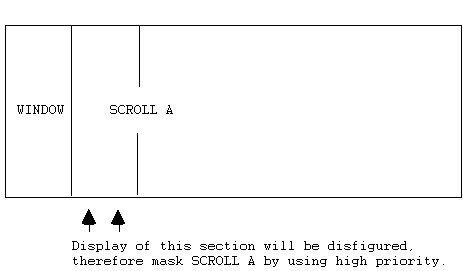 WINDOW SCROLL A
Display of this section will be disfigured,
therefore mask SCROLL A by using high priority.